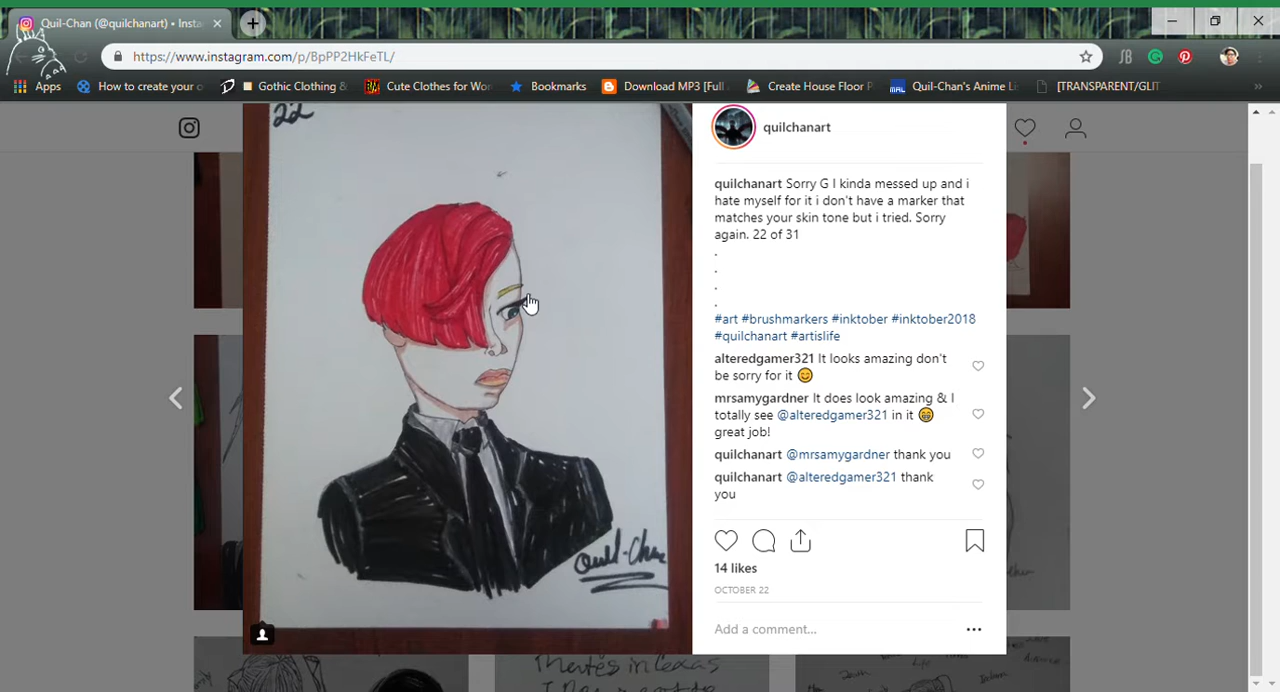 Quil-Chan (@quilchanart) • Insta
https://www.instagram.com/p/BpPP2HkFeTL/
Apps How to create your o Gothic Clothing & Cute Clothes for Wor Bookmarks Download MP3 [Full A Create House Floor P MAL Quil-Chan's Anime Li [TRANSPARENT/GLIT »
22
Quil-Chan
quilchanart
quilchanart Sorry G I kinda messed up and i
hate myself for it i don't have a marker that
matches your skin tone but i tried. Sorry
again. 22 of 31
.
.
.
.
#art #brushmarkers #inktober #inktober2018
#quilchanart #artislife
alteredgamer321 It looks amazing don't
be sorry for it 😊
mrsamygardner It does look amazing & I
totally see @alteredgamer321 in it 😁
great job!
quilchanart @mrsamygardner thank you
quilchanart @alteredgamer321 thank
you
14 likes
OCTOBER 22
Add a comment...